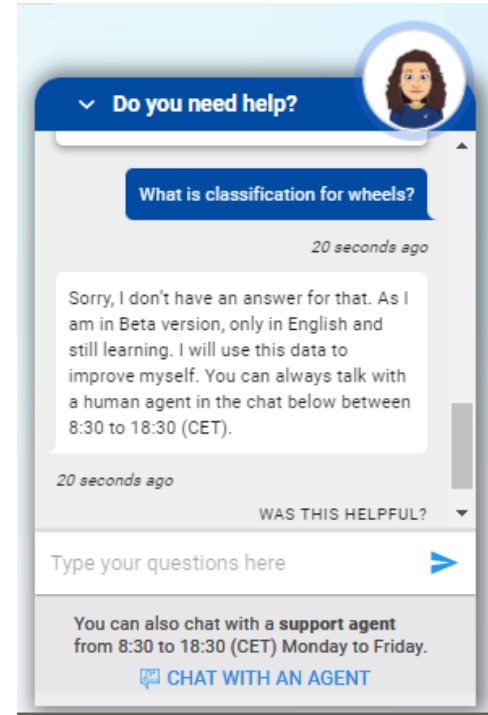 Do you need help?
What is classification for wheels?
20 seconds ago
Sorry, I don't have an answer for that. As I
am in Beta version, only in English and
still learning. I will use this data to
improve myself. You can always talk with
a human agent in the chat below between
8:30 to 18:30 (CET).
20 seconds ago
WAS THIS HELPFUL?
Type your questions here
You can also chat with a support agent
from 8:30 to 18:30 (CET) Monday to Friday.
CHAT WITH AN AGENT